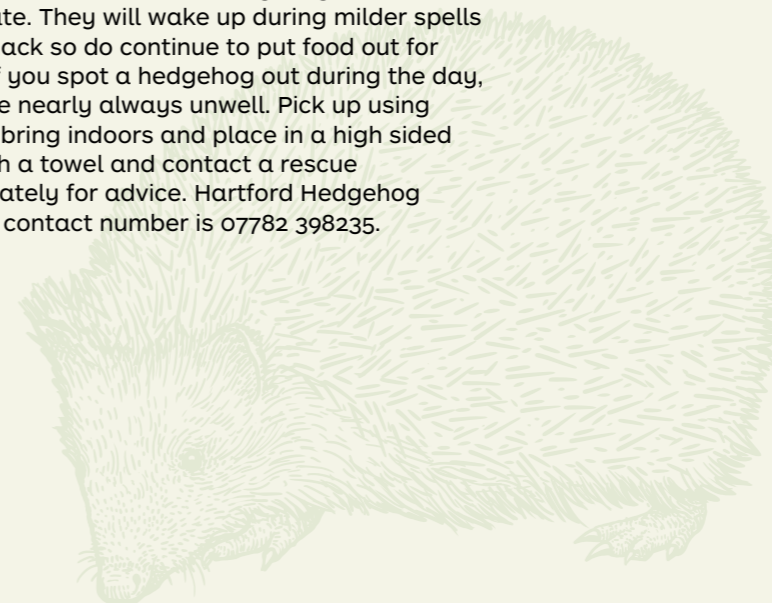 ate. They will wake up during milder spells
ack so do continue to put food out for
f you spot a hedgehog out during the day,
e nearly always unwell. Pick up using
bring indoors and place in a high sided
h a towel and contact a rescue
ately for advice. Hartford Hedgehog
contact number is 07782 398235.